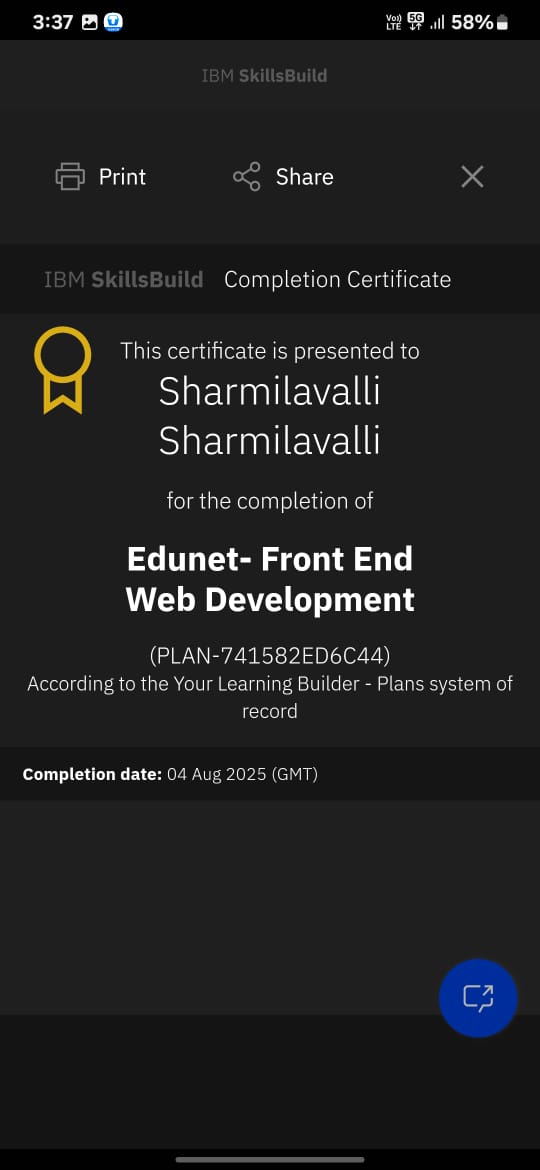 3:37 Vo) LTE 5G 58%
IBM SkillsBuild
Print Share
IBM SkillsBuild Completion Certificate
This certificate is presented to
Sharmilavalli
Sharmilavalli
for the completion of
Edunet- Front End
Web Development
(PLAN-741582ED6C44)
According to the Your Learning Builder - Plans system of
record
Completion date: 04 Aug 2025 (GMT)